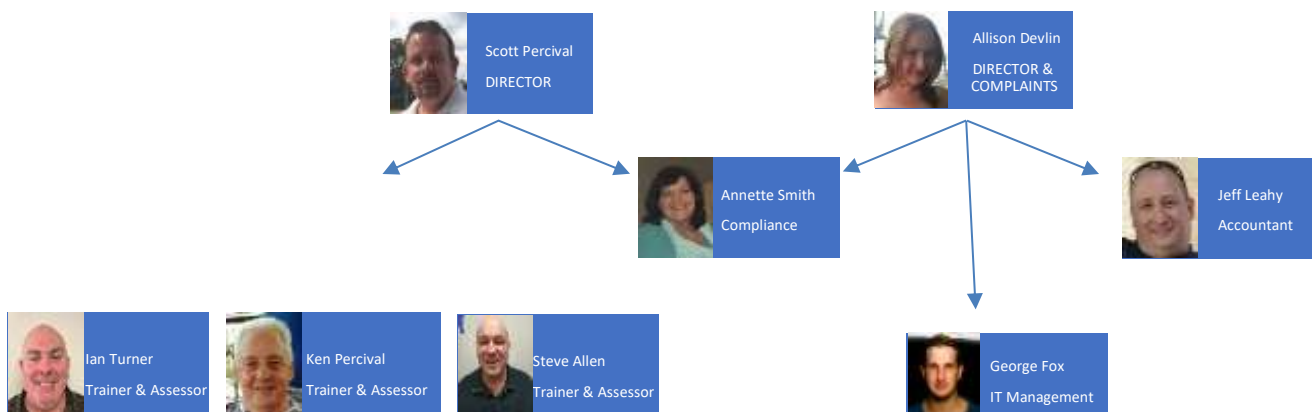 Scott Percival
DIRECTOR
Allison Devlin
DIRECTOR &
COMPLAINTS
Annette Smith
Compliance
Jeff Leahy
Accountant
Ian Turner
Trainer & Assessor
Ken Percival
Trainer & Assessor
Steve Allen
Trainer & Assessor
George Fox
IT Management